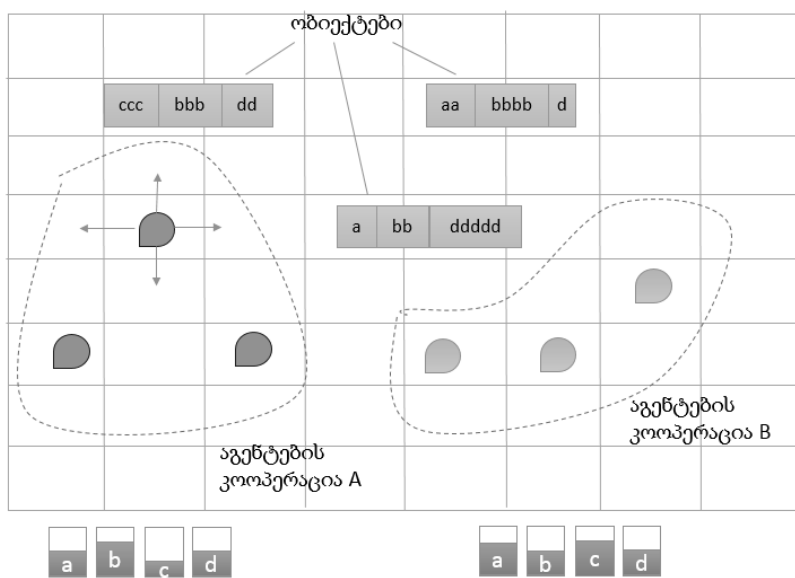 ობიექტები
ccc bbb dd
aa bbbb d
a bb ddddd
აგენტების
კოოპერაცია B
აგენტების
კოოპერაცია A
a b c d
a b c d